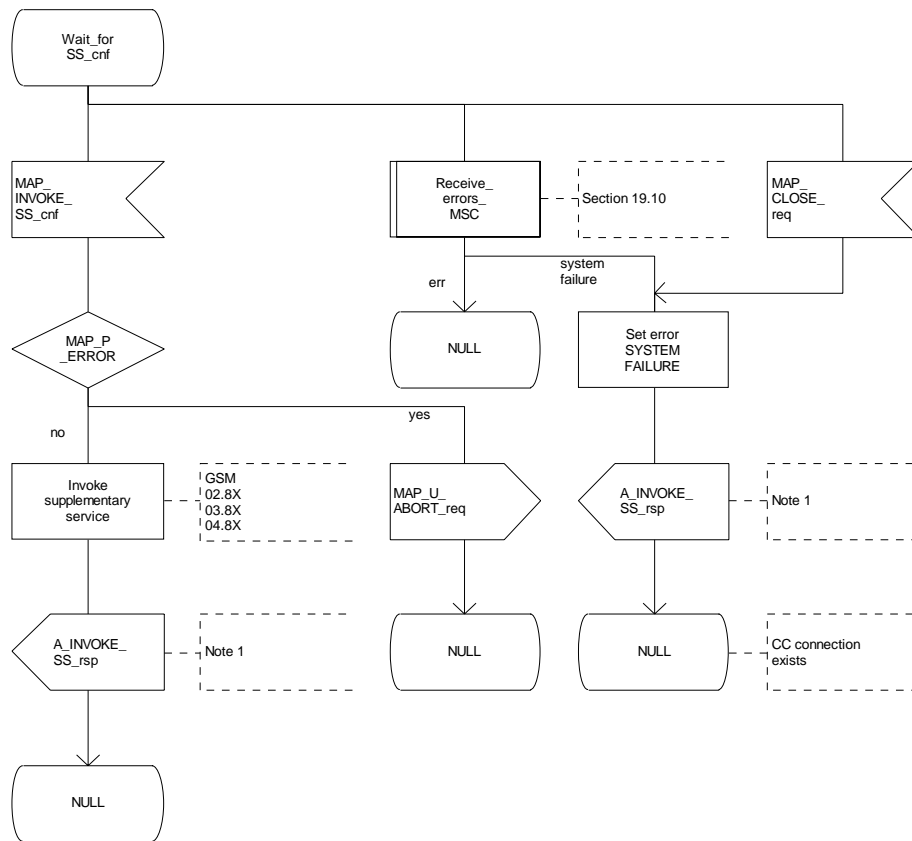 Wait_for
SS_cnf
MAP_
INVOKE_
SS_cnf
Receive_
errors_
MSC
Section 19.10
MAP_
CLOSE_
req
err
system
failure
MAP_P
_ERROR
NULL
Set error
SYSTEM
FAILURE
no
yes
Invoke
supplementary
service
GSM
02.8X
03.8X
04.8X
MAP_U_
ABORT_req
A_INVOKE_
SS_rsp
Note 1
A_INVOKE_
SS_rsp
Note 1
NULL
NULL
CC connection
exists
NULL